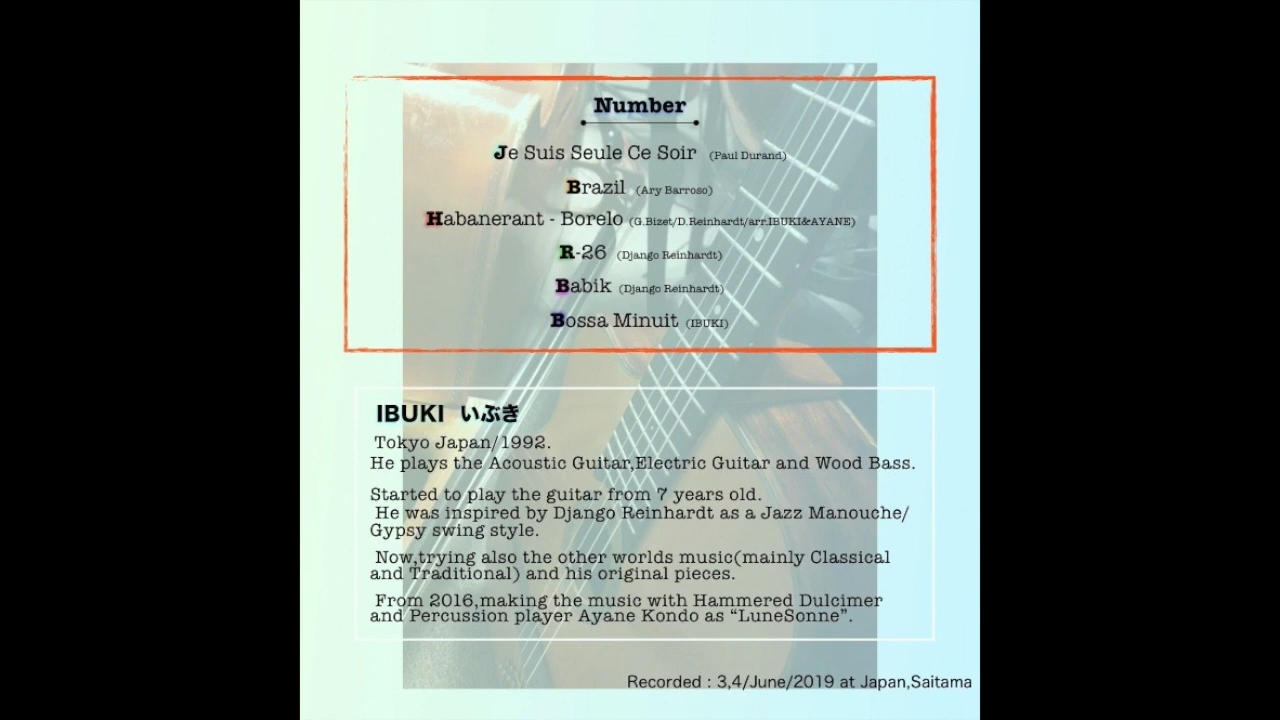 Number
Je Suis Seule Ce Soir (Paul Durand)
Brazil (Ary Barroso)
Habanerant - Borelo (G.Bizet/D.Reinhardt/arr.IBUKI&AYANE)
R-26 (Django Reinhardt)
Babik (Django Reinhardt)
Bossa Minuit (IBUKI)
IBUKI いぶき
Tokyo Japan/1992.
He plays the Acoustic Guitar,Electric Guitar and Wood Bass.
Started to play the guitar from 7 years old.
He was inspired by Django Reinhardt as a Jazz Manouche/
Gypsy swing style.
Now,trying also the other worlds music(mainly Classical
and Traditional) and his original pieces.
From 2016,making the music with Hammered Dulcimer
and Percussion player Ayane Kondo as “LuneSonne”.
Recorded : 3,4/June/2019 at Japan,Saitama